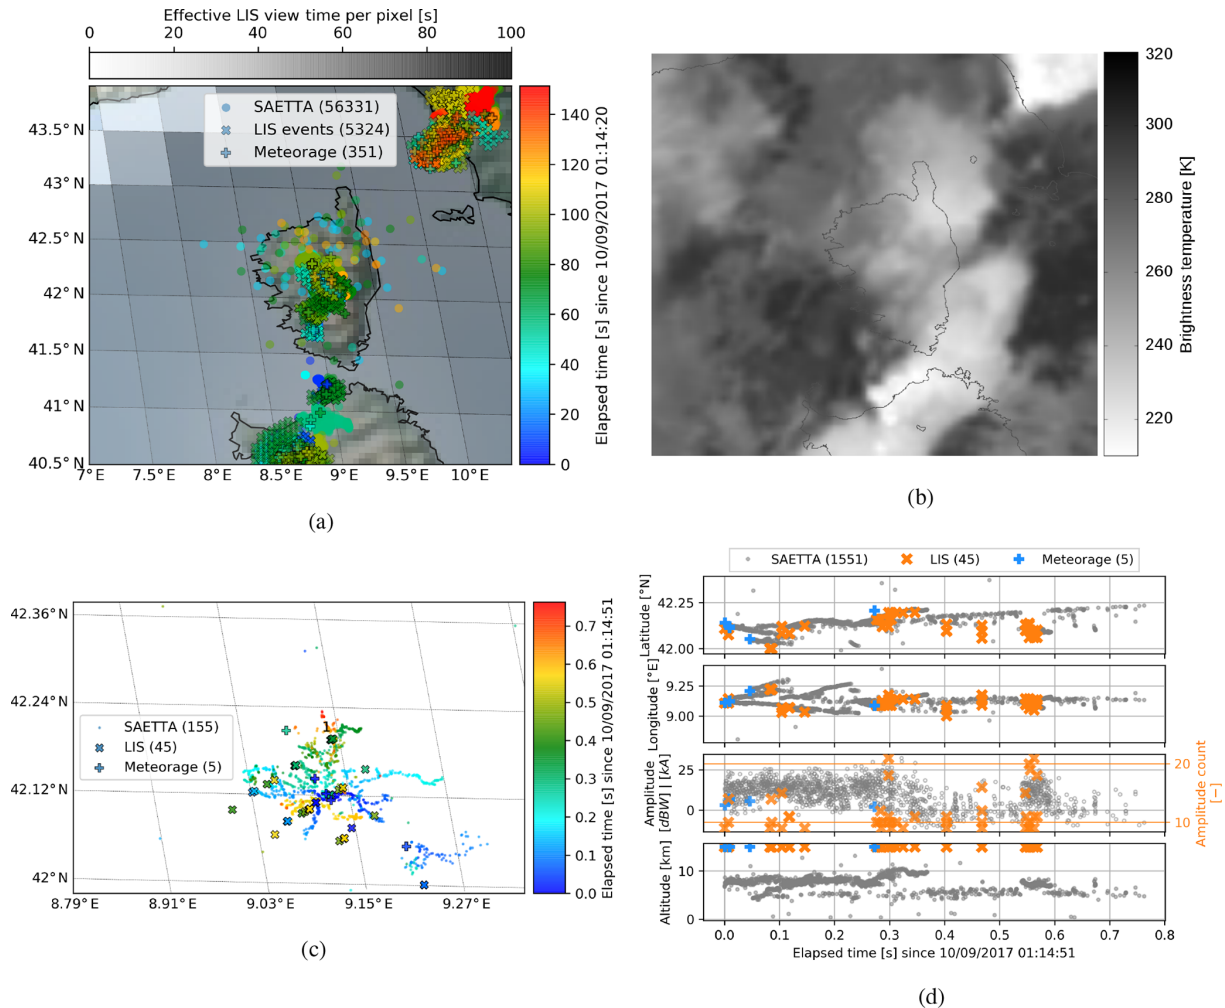 Effective LIS view time per pixel [s]
0 20 40 60 80 100
SAETTA (56331)
LIS events (5324)
Meteorage (351)
43.5° N
43° N
42.5° N
42° N
41.5° N
41° N
40.5° N
7° E 7.5° E 8° E 8.5° E 9° E 9.5° E 10° E
140
120
100
80
60
40
20
0
Elapsed time [s] since 10/09/2017 01:14:20
(a)
320
300
280
260
240
220
Brightness temperature [K]
(b)
42.36° N
42.24° N
42.12° N
42° N
8.79° E 8.91° E 9.03° E 9.15° E 9.27° E
SAETTA (155)
LIS (45)
Meteorage (5)
1
0.7
0.6
0.5
0.4
0.3
0.2
0.1
0.0
Elapsed time [s] since 10/09/2017 01:14:51
(c)
SAETTA (1551) LIS (45) Meteorage (5)
Latitude [°N]
42.25
42.00
Longitude [°E]
9.25
9.00
Amplitude
[dBW] | [kA]
25
0
20
10
Amplitude count
[−]
Altitude [km]
10
0
0.0 0.1 0.2 0.3 0.4 0.5 0.6 0.7 0.8
Elapsed time [s] since 10/09/2017 01:14:51
(d)